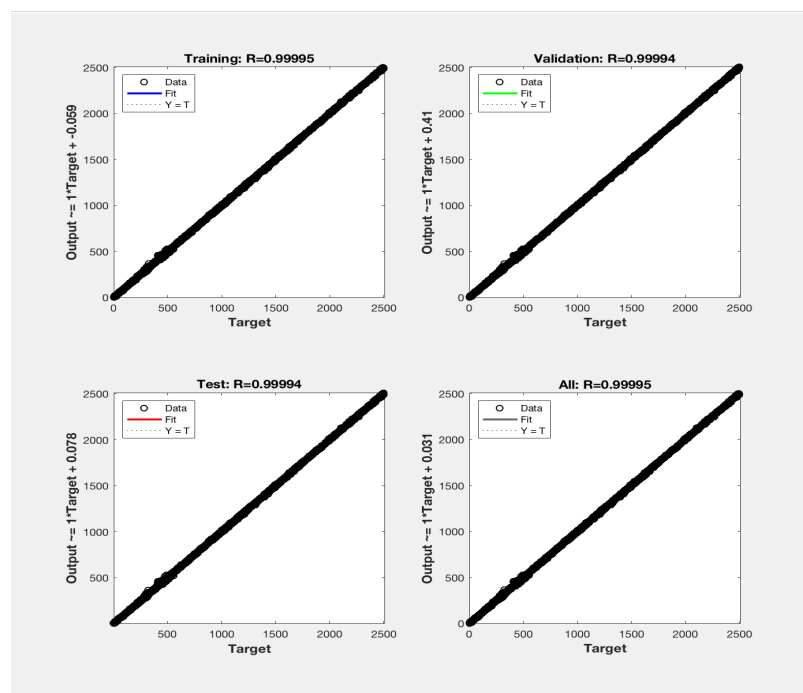 Training: R=0.99995
Output ~= 1*Target + -0.059
2500
2000
1500
1000
500
0
Data
Fit
Y = T
0 500 1000 1500 2000 2500
Target
Validation: R=0.99994
Output ~= 1*Target + 0.41
2500
2000
1500
1000
500
0
Data
Fit
Y = T
0 500 1000 1500 2000 2500
Target
Test: R=0.99994
Output ~= 1*Target + 0.078
2500
2000
1500
1000
500
Data
Fit
Y = T
500 1000 1500 2000 2500
Target
All: R=0.99995
Output ~= 1*Target + 0.031
2500
2000
1500
1000
500
0
Data
Fit
Y = T
0 500 1000 1500 2000 2500
Target